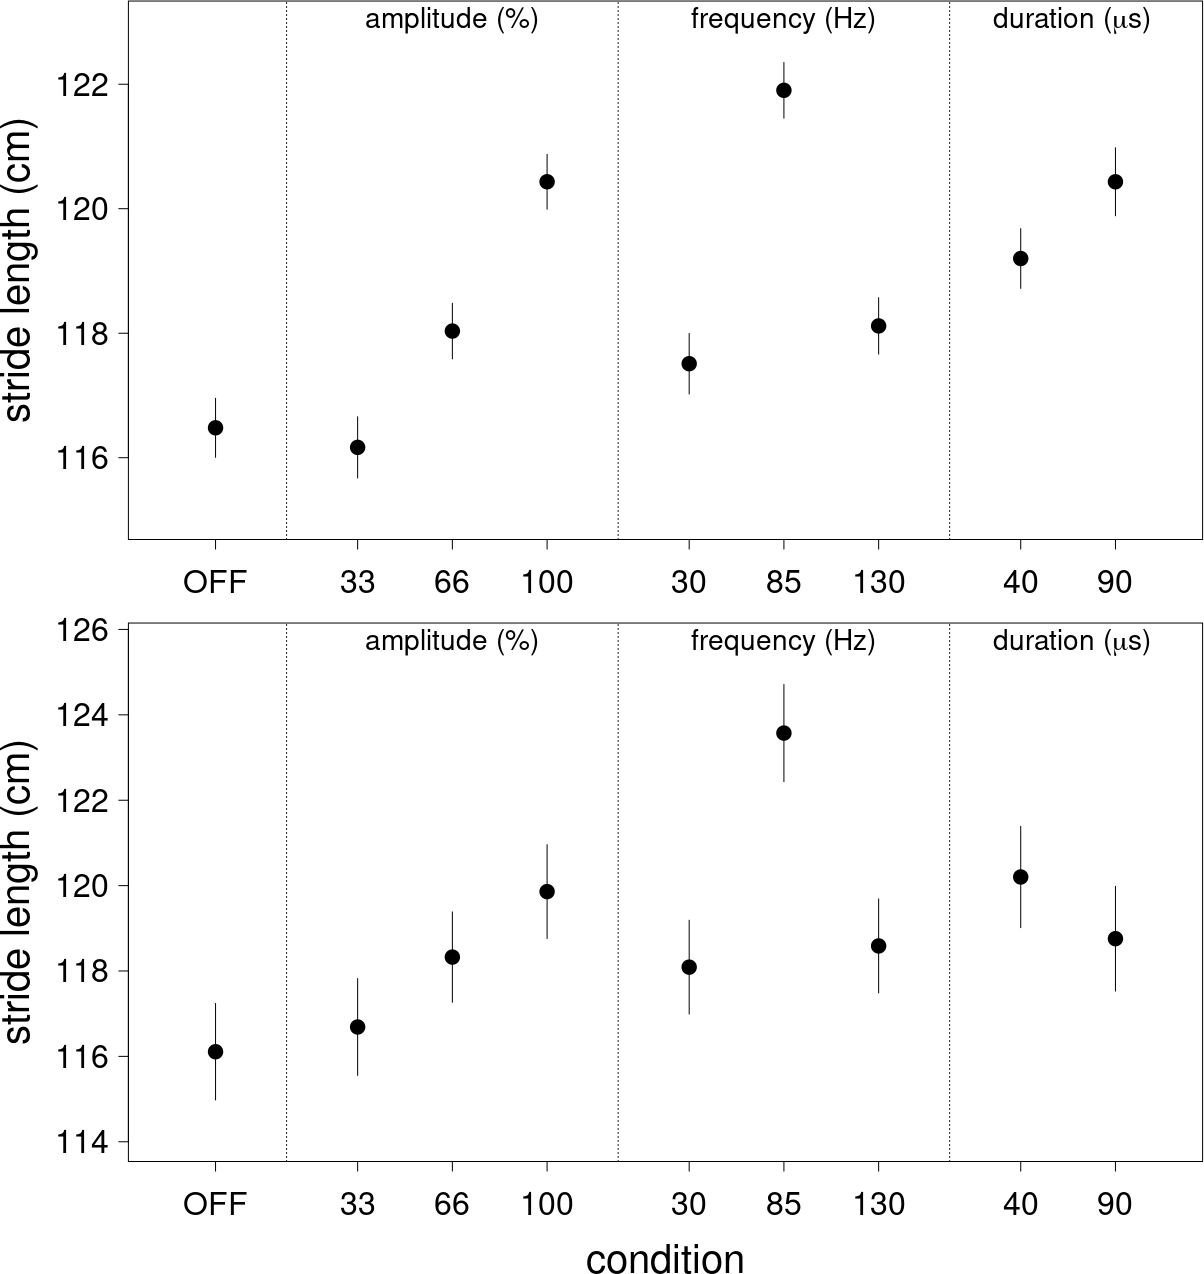 amplitude (%) frequency (Hz) duration (μs)
122
120
118
116
stride length (cm)
OFF 33 66 100 30 85 130 40 90
amplitude (%) frequency (Hz) duration (μs)
126
124
122
120
118
116
114
stride length (cm)
OFF 33 66 100 30 85 130 40 90
condition